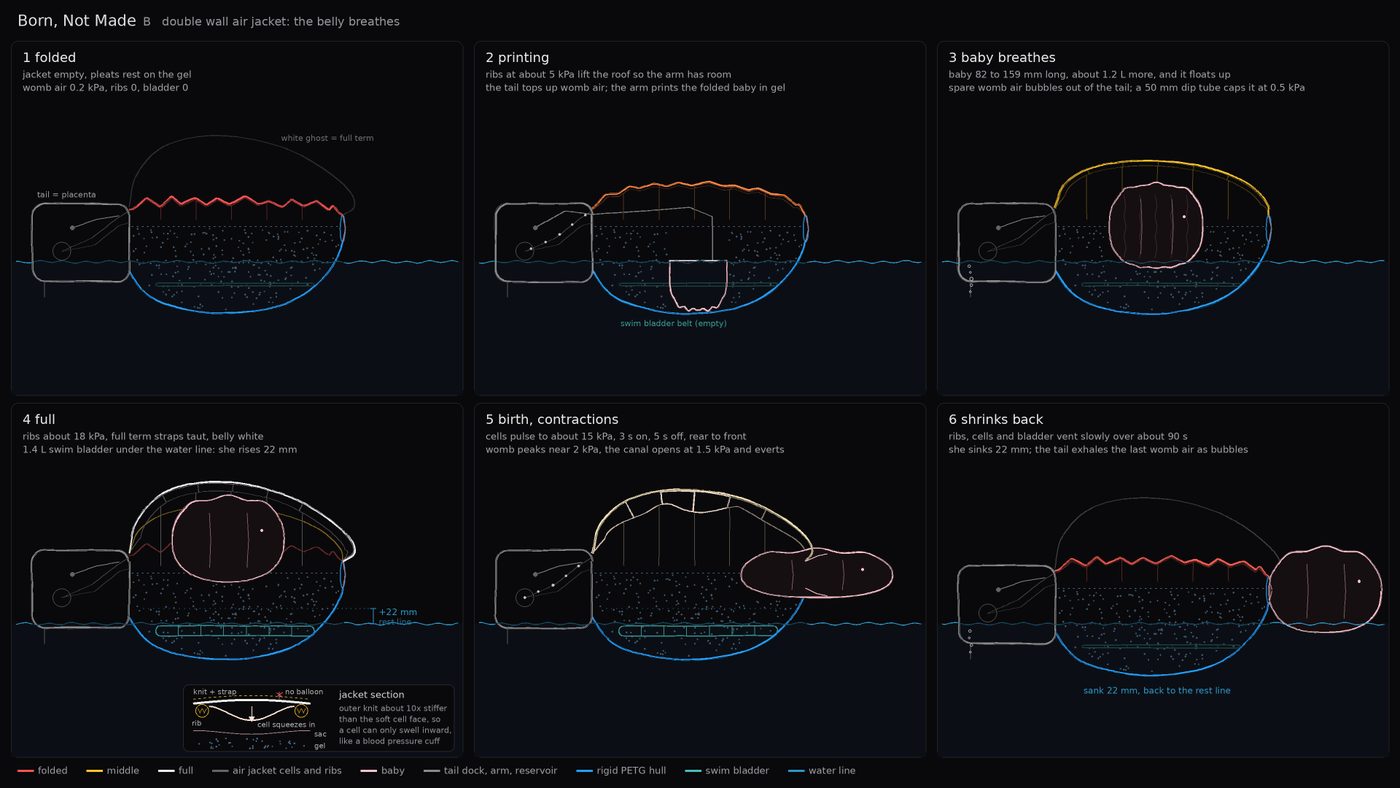 Born, Not Made B double wall air jacket: the belly breathes
1 folded
jacket empty, pleats rest on the gel
womb air 0.2 kPa, ribs 0, bladder 0
white ghost = full term
tail = placenta
2 printing
ribs at about 5 kPa lift the roof so the arm has room
the tail tops up womb air; the arm prints the folded baby in gel
swim bladder belt (empty)
3 baby breathes
baby 82 to 159 mm long, about 1.2 L more, and it floats up
spare womb air bubbles out of the tail; a 50 mm dip tube caps it at 0.5 kPa
4 full
ribs about 18 kPa, full term straps taut, belly white
1.4 L swim bladder under the water line: she rises 22 mm
+22 mm
rest line
knit + strap
no balloon
rib
cell squeezes in
sac
gel
jacket section
outer knit about 10x stiffer
than the soft cell face, so
a cell can only swell inward,
like a blood pressure cuff
5 birth, contractions
cells pulse to about 15 kPa, 3 s on, 5 s off, rear to front
womb peaks near 2 kPa, the canal opens at 1.5 kPa and everts
6 shrinks back
ribs, cells and bladder vent slowly over about 90 s
she sinks 22 mm; the tail exhales the last womb air as bubbles
sank 22 mm, back to the rest line
folded
middle
full
air jacket cells and ribs
baby
tail dock, arm, reservoir
rigid PETG hull
swim bladder
water line